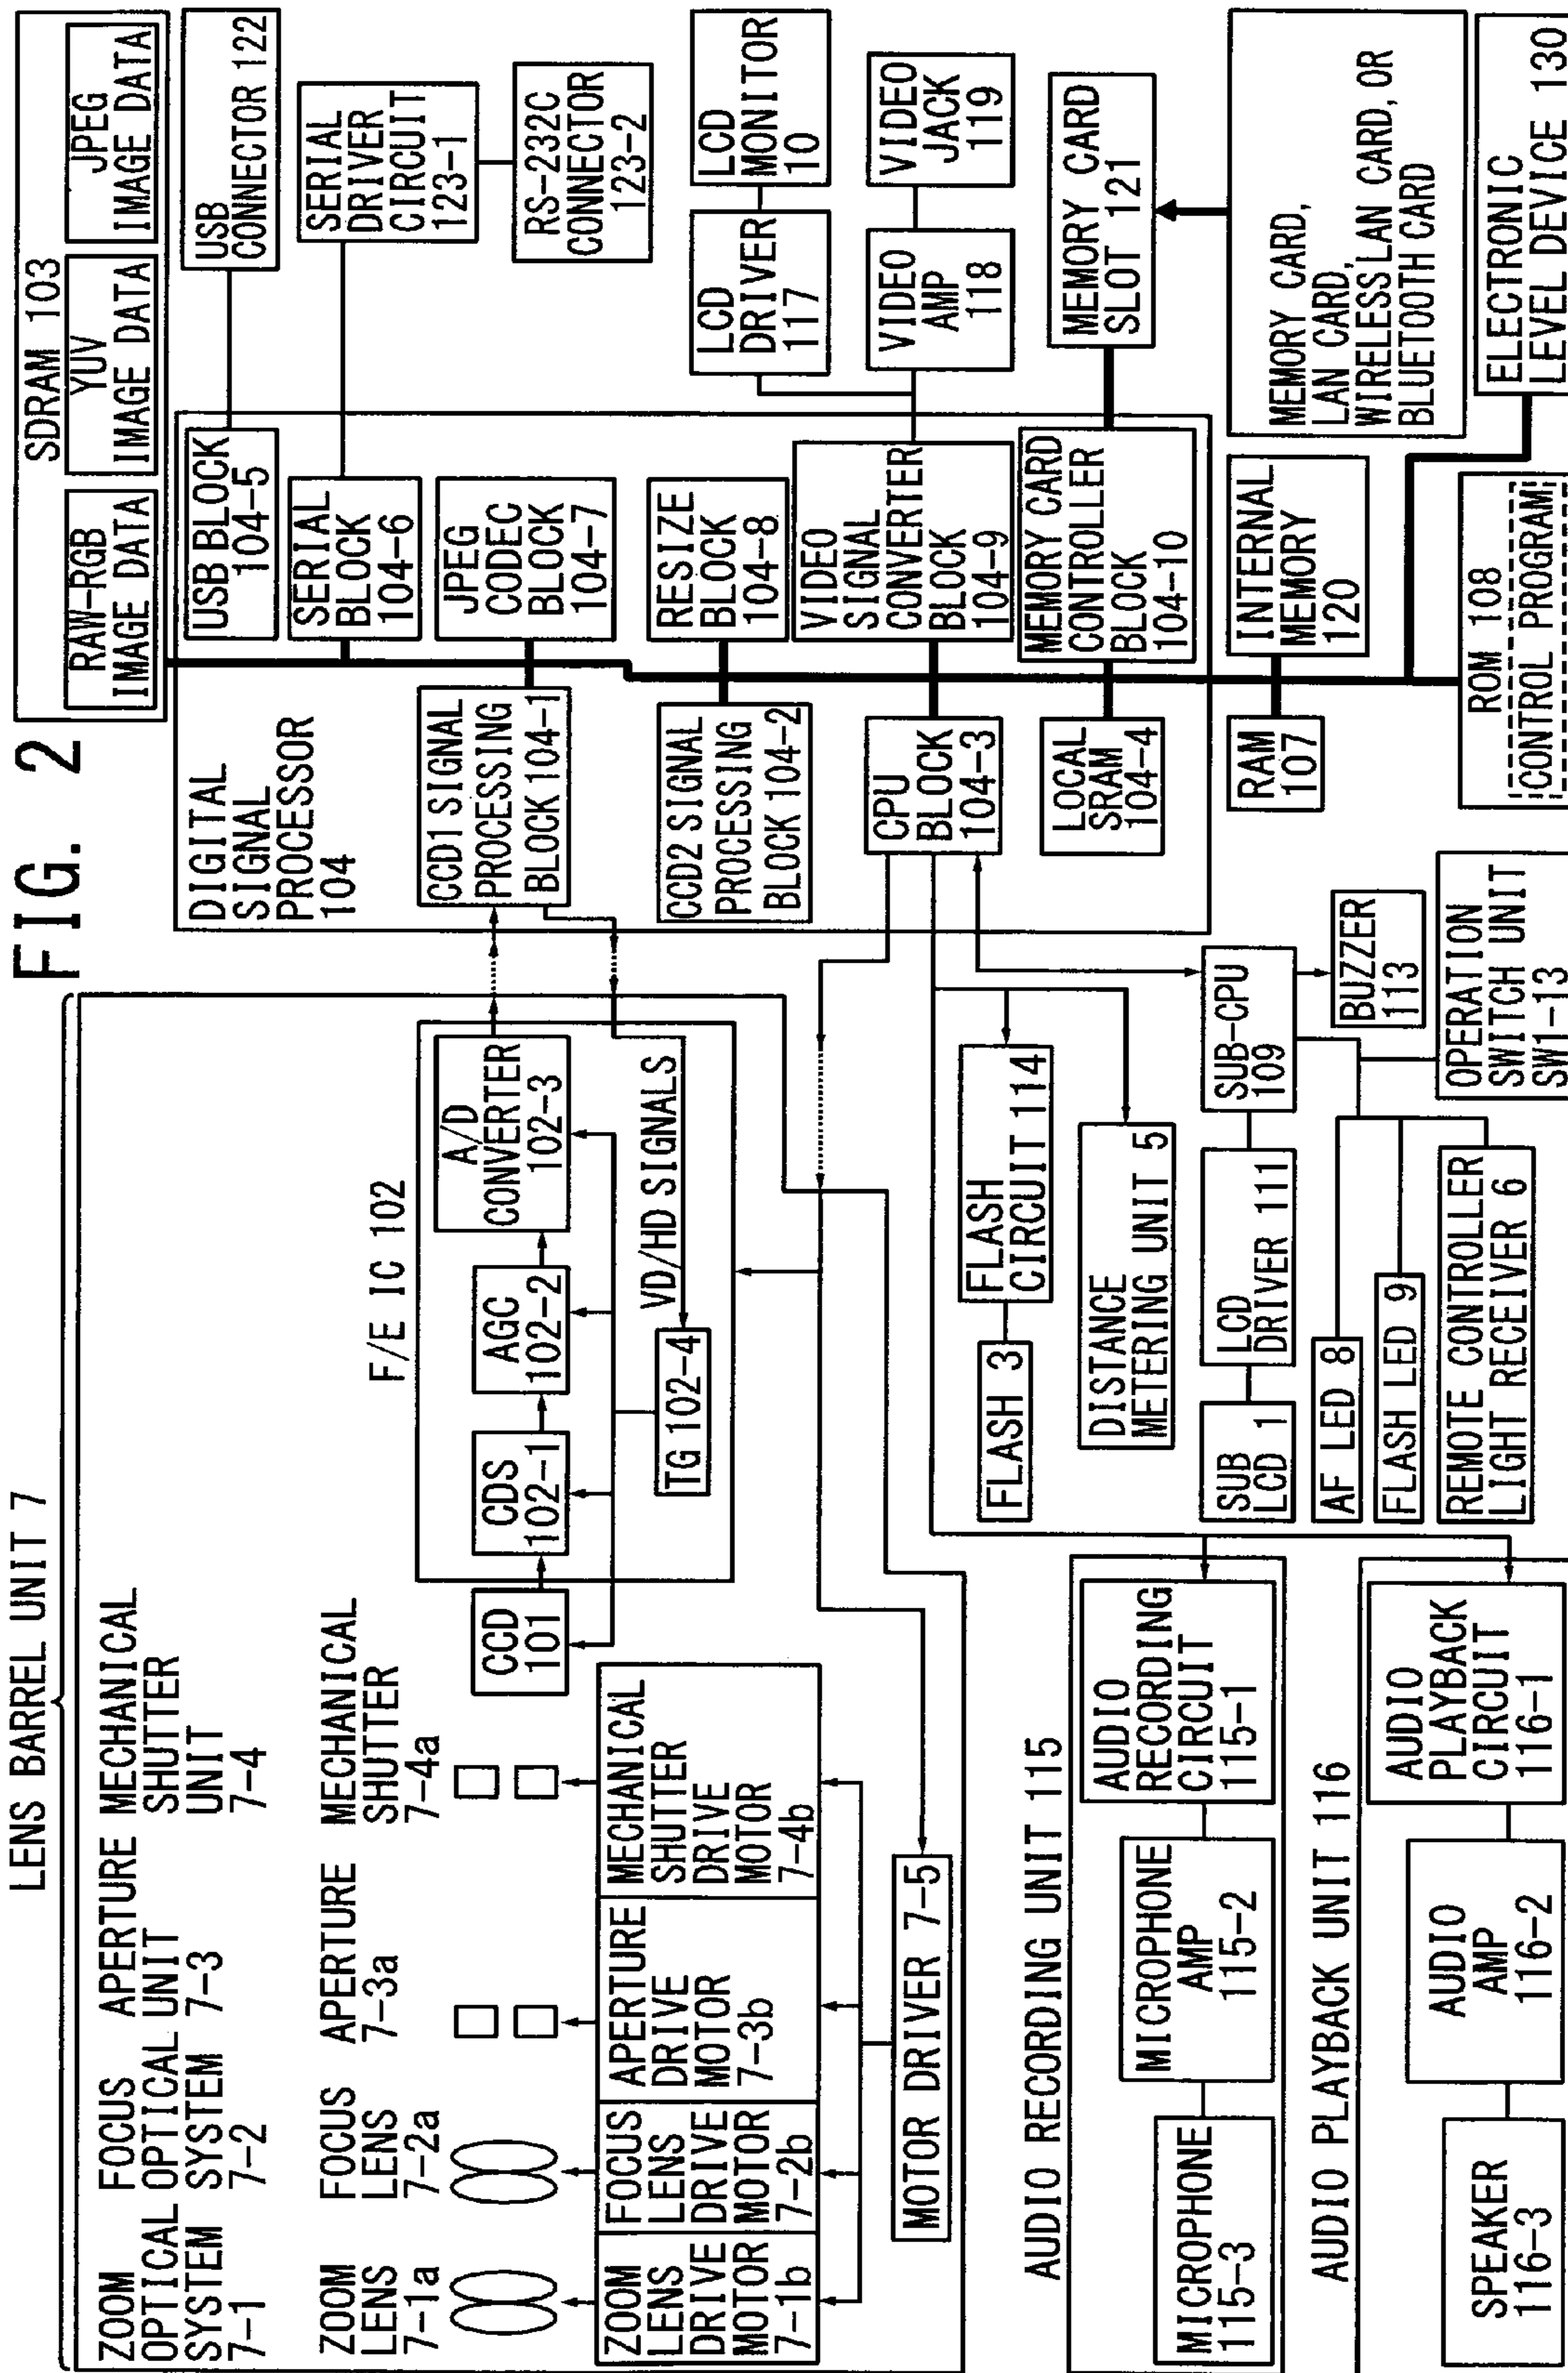 FIG. 2
LENS BARREL UNIT 7
ZOOM
OPTICAL
SYSTEM
7-1
FOCUS
OPTICAL
SYSTEM
7-2
APERTURE
UNIT
7-3
MECHANICAL
SHUTTER
UNIT
7-4
ZOOM
LENS
7-1a
FOCUS
LENS
7-2a
APERTURE
7-3a
MECHANICAL
SHUTTER
7-4a
ZOOM
LENS
DRIVE
MOTOR
7-1b
FOCUS
LENS
DRIVE
MOTOR
7-2b
APERTURE
DRIVE
MOTOR
7-3b
MECHANICAL
SHUTTER
DRIVE
MOTOR
7-4b
MOTOR DRIVER 7-5
CCD
101
F/E IC 102
CDS
102-1
AGC
102-2
A/D
CONVERTER
102-3
TG 102-4
VD/HD SIGNALS
DIGITAL
SIGNAL
PROCESSOR
104
CCD1 SIGNAL
PROCESSING
BLOCK 104-1
CCD2 SIGNAL
PROCESSING
BLOCK 104-2
CPU
BLOCK
104-3
LOCAL
SRAM
104-4
USB BLOCK
104-5
SERIAL
BLOCK
104-6
JPEG
CODEC
BLOCK
104-7
RESIZE
BLOCK
104-8
VIDEO
SIGNAL
CONVERTER
BLOCK
104-9
MEMORY CARD
CONTROLLER
BLOCK
104-10
SDRAM 103
RAW-RGB
IMAGE DATA
YUV
IMAGE DATA
JPEG
IMAGE DATA
USB
CONNECTOR 122
SERIAL
DRIVER
CIRCUIT
123-1
RS-232C
CONNECTOR
123-2
LCD
DRIVER
117
LCD
MONITOR
10
VIDEO
AMP
118
VIDEO
JACK
119
MEMORY CARD
SLOT 121
MEMORY CARD,
LAN CARD,
WIRELESS LAN CARD, OR
BLUETOOTH CARD
RAM
107
INTERNAL
MEMORY
120
ROM 108
CONTROL PROGRAM
ELECTRONIC
LEVEL DEVICE 130
FLASH 3
FLASH
CIRCUIT 114
DISTANCE
METERING UNIT 5
SUB
LCD 1
LCD
DRIVER 111
SUB-CPU
109
BUZZER
113
AF LED 8
FLASH LED 9
REMOTE CONTROLLER
LIGHT RECEIVER 6
OPERATION
SWITCH UNIT
SW1-13
AUDIO RECORDING UNIT 115
MICROPHONE
115-3
MICROPHONE
AMP
115-2
AUDIO
RECORDING
CIRCUIT
115-1
AUDIO PLAYBACK UNIT 116
SPEAKER
116-3
AUDIO
AMP
116-2
AUDIO
PLAYBACK
CIRCUIT
116-1